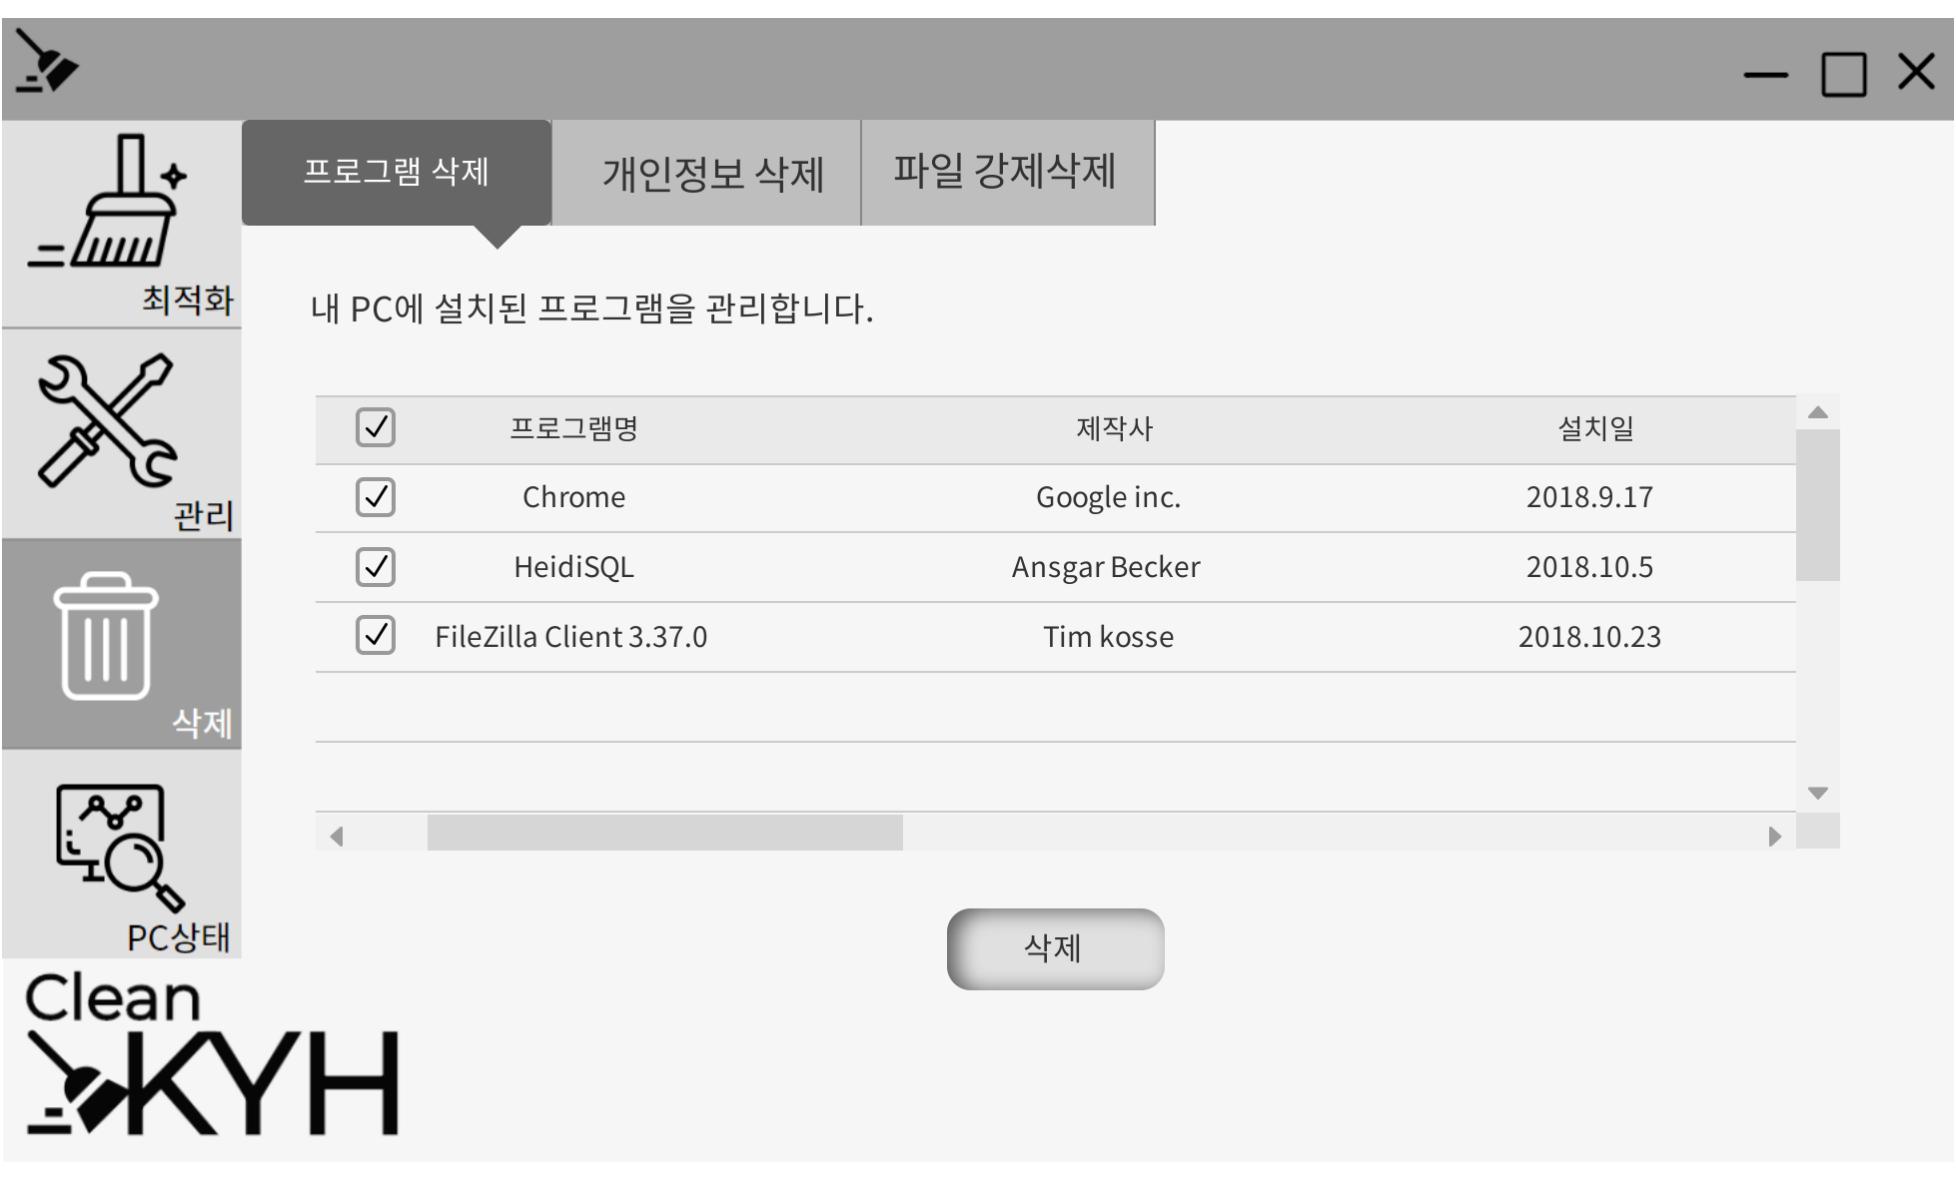 프로그램 삭제
개인정보 삭제
파일 강제삭제
최적화
관리
삭제
PC상태
내 PC에 설치된 프로그램을 관리합니다.
프로그램명 제작사 설치일
Chrome Google inc. 2018.9.17
HeidiSQL Ansgar Becker 2018.10.5
FileZilla Client 3.37.0 Tim kosse 2018.10.23
삭제
Clean
KYH